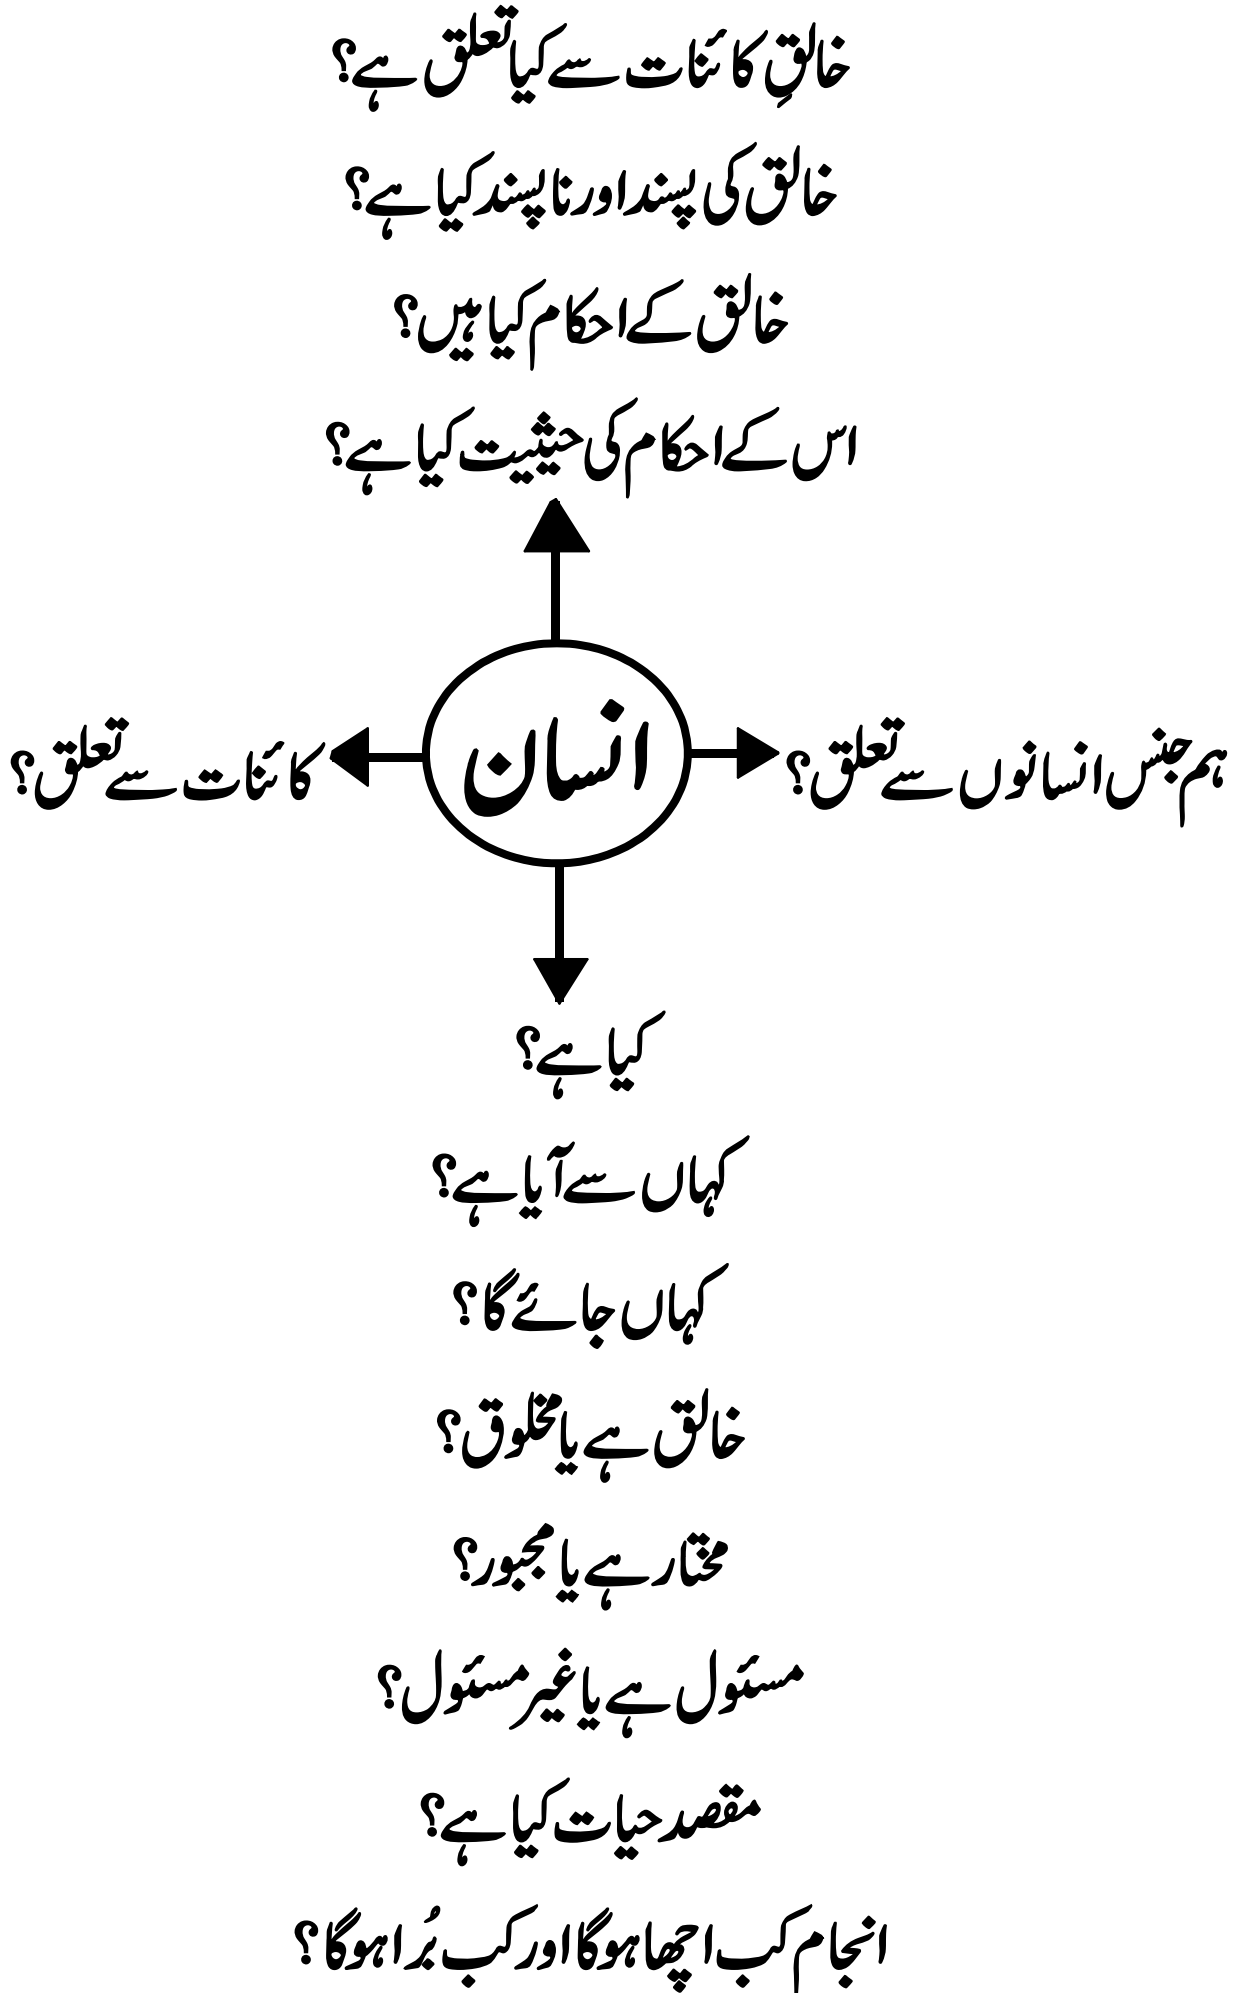 خالقِ کائنات سے کیا تعلق ہے؟
خالق کی پسند اور ناپسند کیا ہے؟
خالق کے احکام کیا ہیں؟
اس کے احکام کی حیثیت کیا ہے؟
ہم جنس انسانوں سے تعلق؟
انسان
کائنات سے تعلق؟
کیا ہے؟
کہاں سے آیا ہے؟
کہاں جائے گا؟
خالق ہے یا مخلوق؟
مختار ہے یا مجبور؟
مسئول ہے یا غیر مسئول؟
مقصد حیات کیا ہے؟
انجام کب اچھا ہوگا اور کب بُرا ہوگا؟